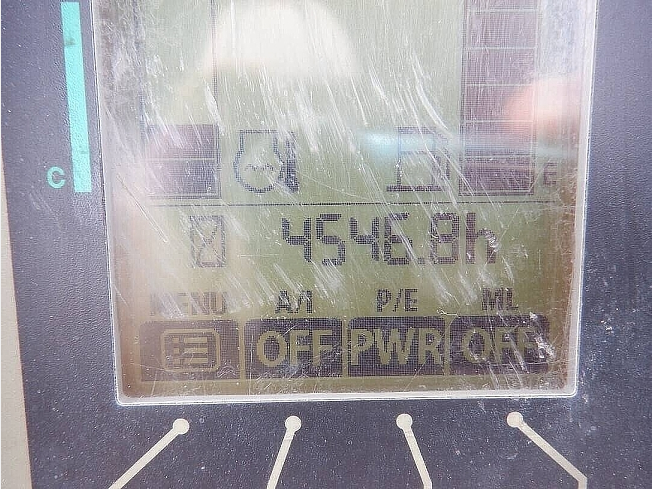 C
E
4546.8h
MENU A/I P/E ML
OFF PWR OFF